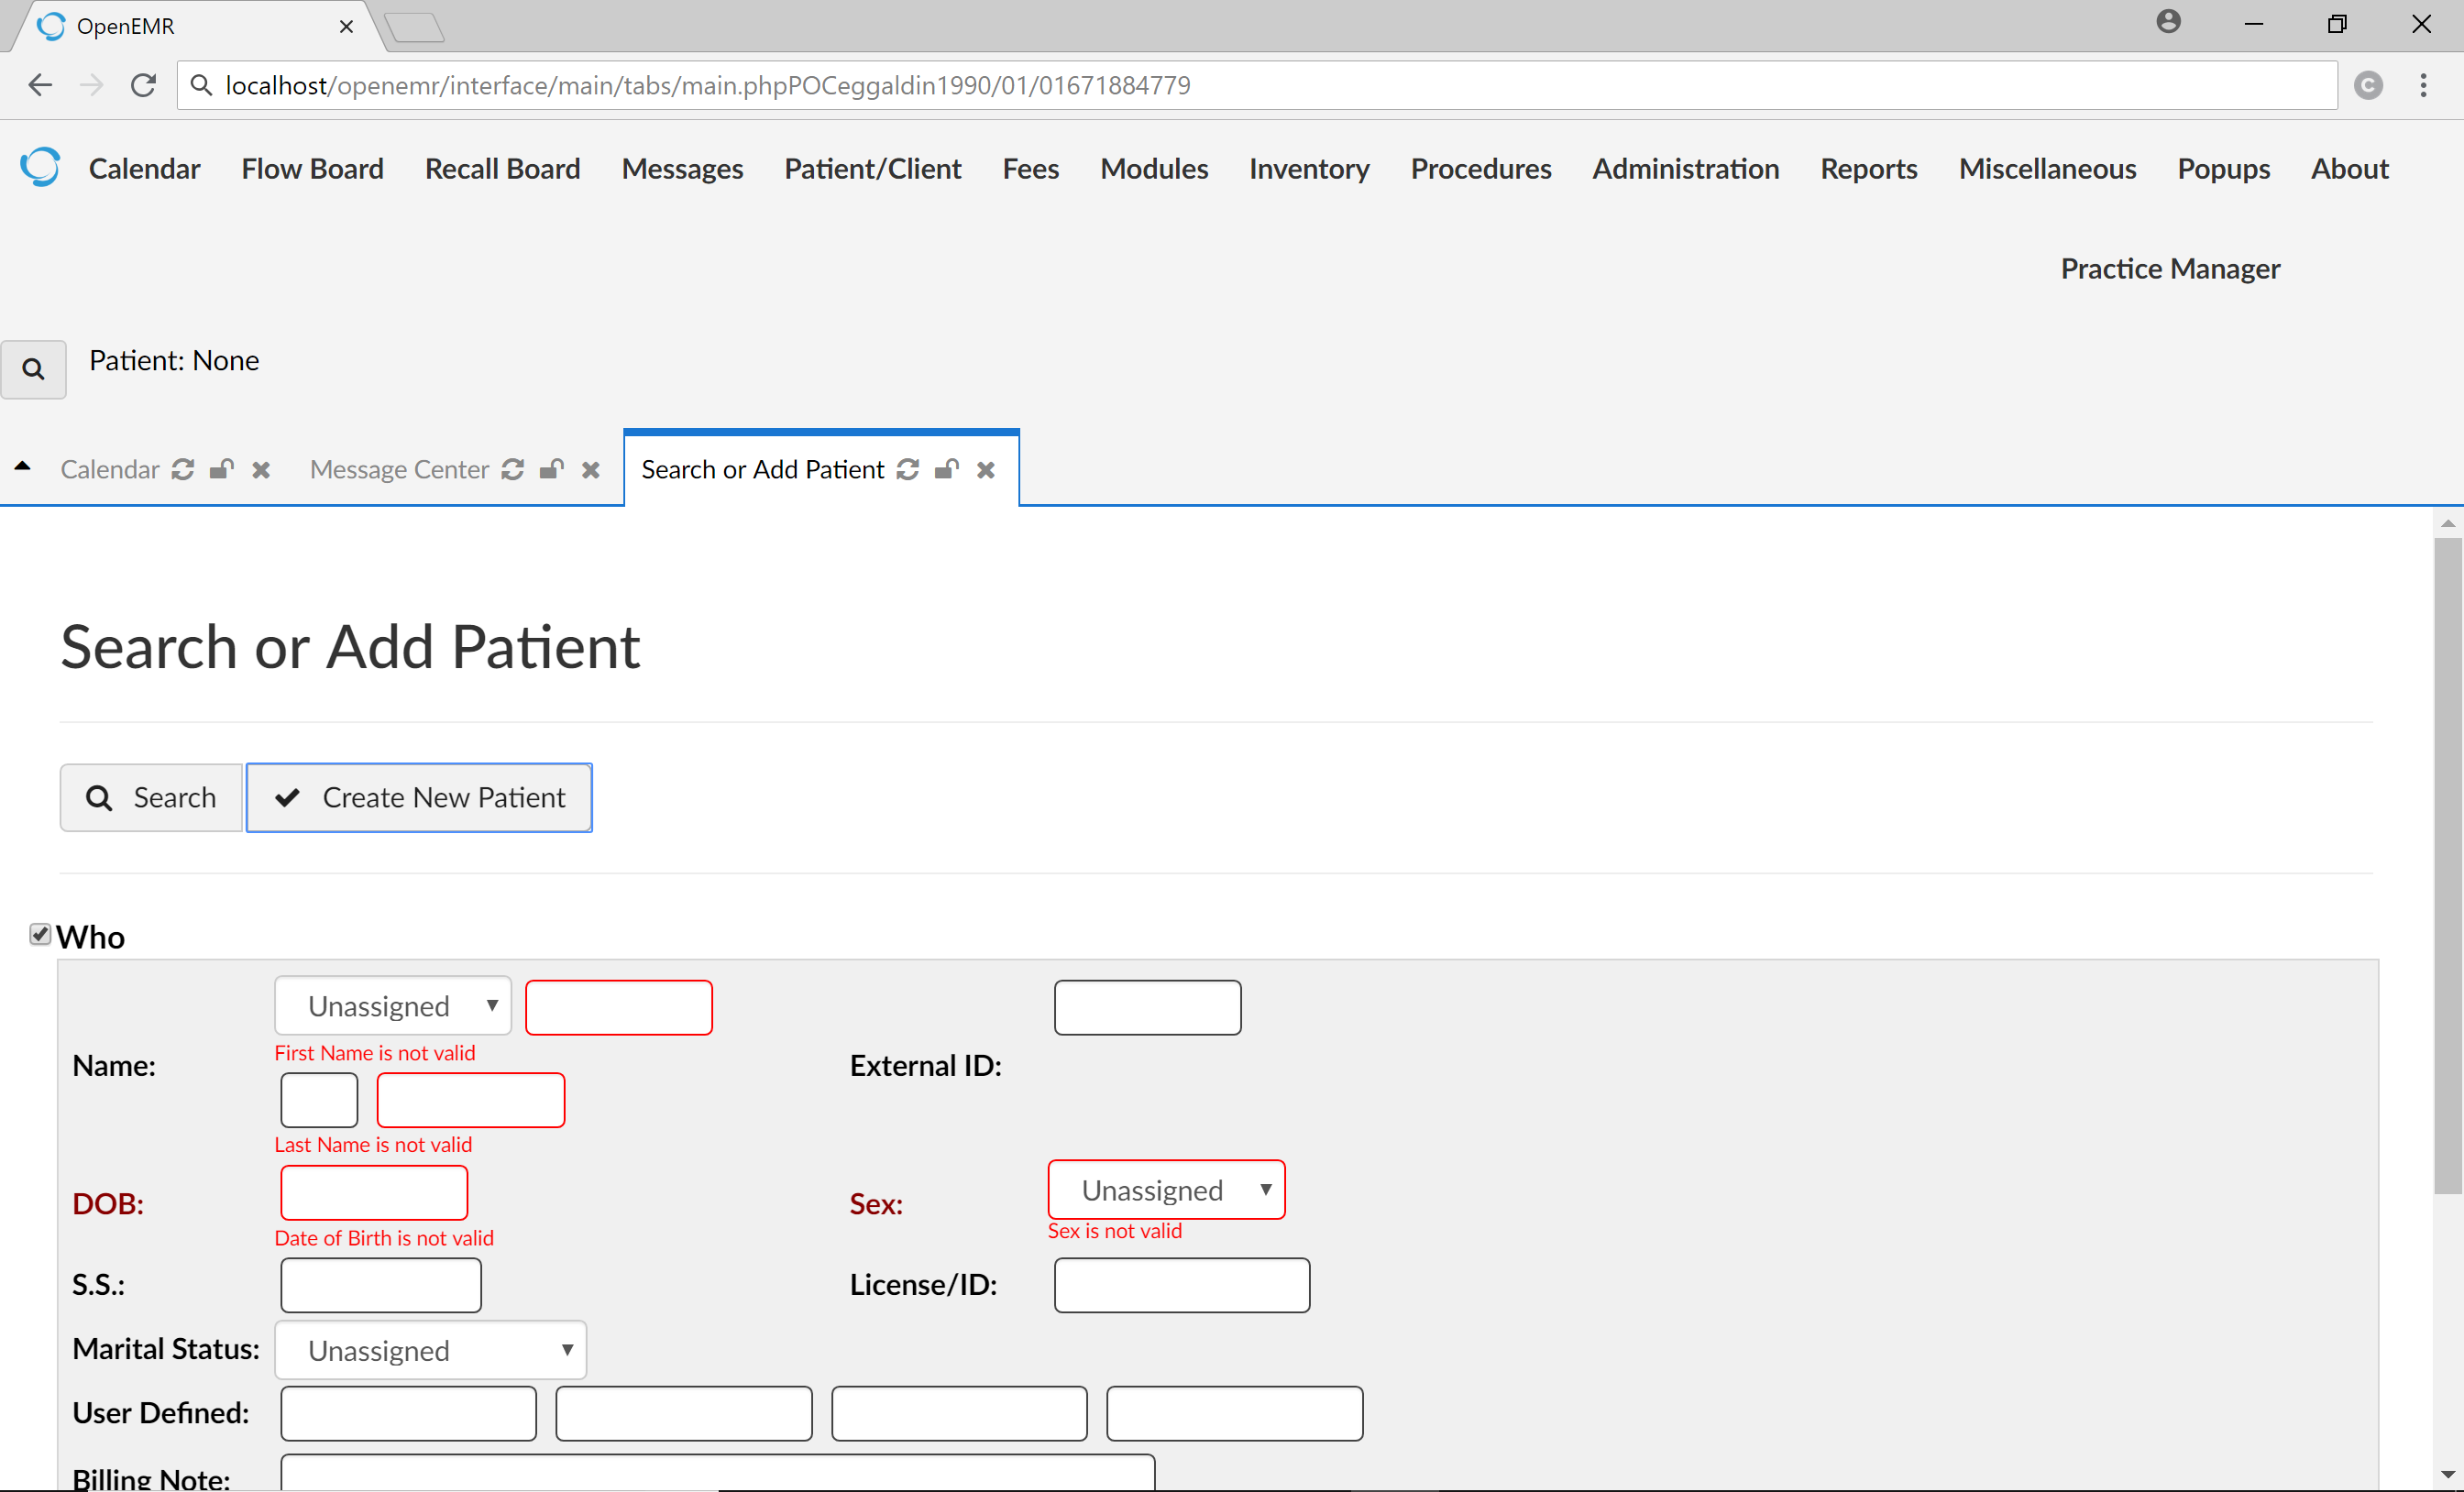 OpenEMR
localhost/openemr/interface/main/tabs/main.phpPOCeggaldin1990/01/01671884779
Calendar Flow Board Recall Board Messages Patient/Client Fees Modules Inventory Procedures Administration Reports Miscellaneous Popups About
Practice Manager
Patient: None
Calendar Message Center Search or Add Patient
Search or Add Patient
Search Create New Patient
Who
Unassigned
First Name is not valid
Name: External ID:
Last Name is not valid
DOB: Sex: Unassigned
Date of Birth is not valid Sex is not valid
S.S.: License/ID:
Marital Status: Unassigned
User Defined:
Billing Note: